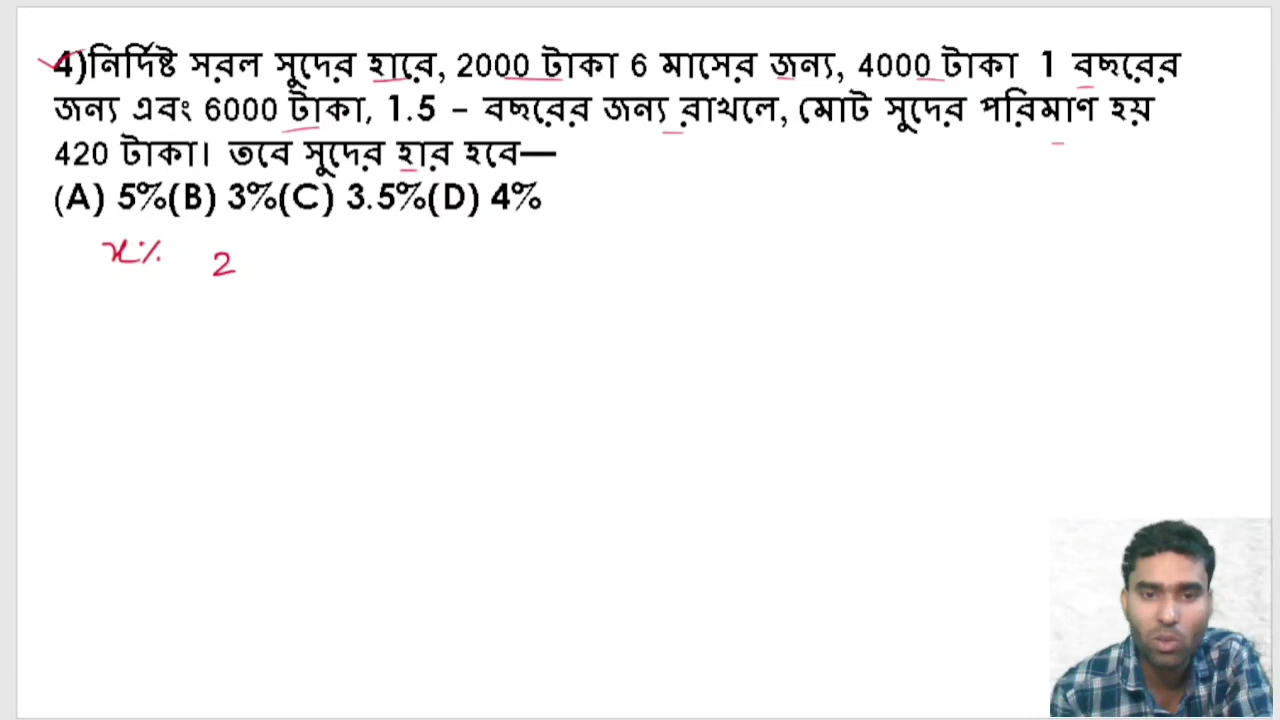 4)নির্দিষ্ট সরল সুদের হারে, 2000 টাকা 6 মাসের জন্য, 4000 টাকা 1 বছরের
জন্য এবং 6000 টাকা, 1.5 – বছরের জন্য রাখলে, মোট সুদের পরিমাণ হয়
420 টাকা। তবে সুদের হার হবে—
(A) 5%(B) 3%(C) 3.5%(D) 4%
x% 2